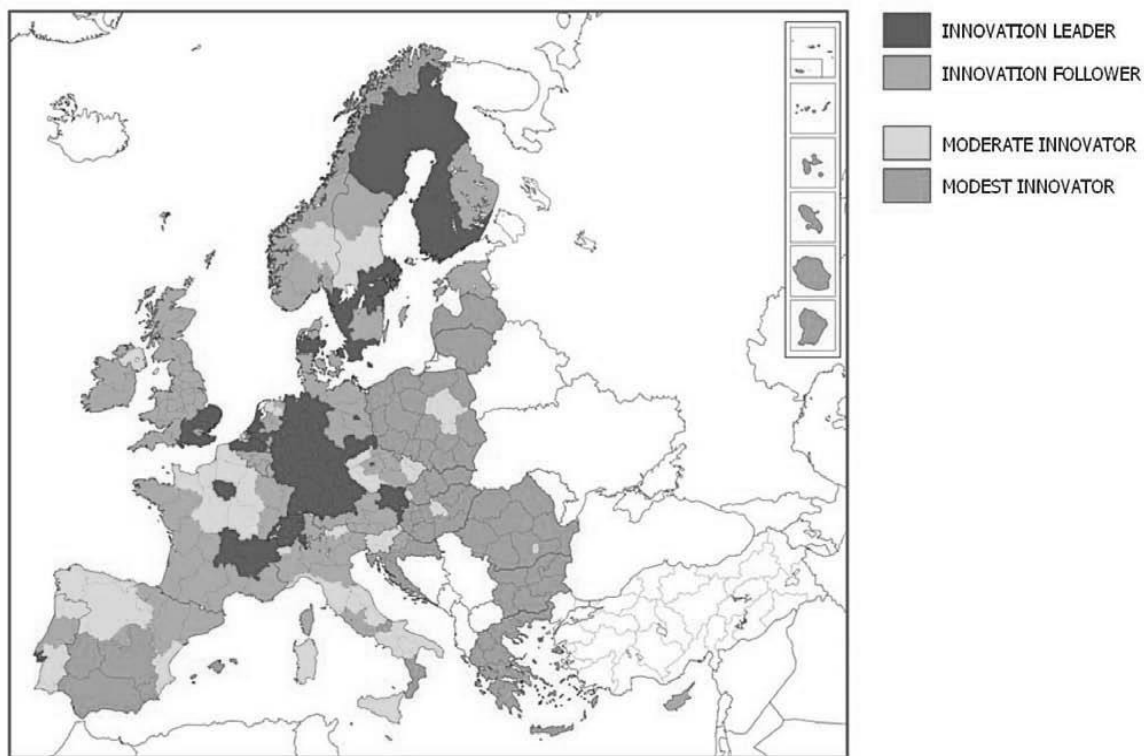 INNOVATION LEADER
INNOVATION FOLLOWER
MODERATE INNOVATOR
MODEST INNOVATOR